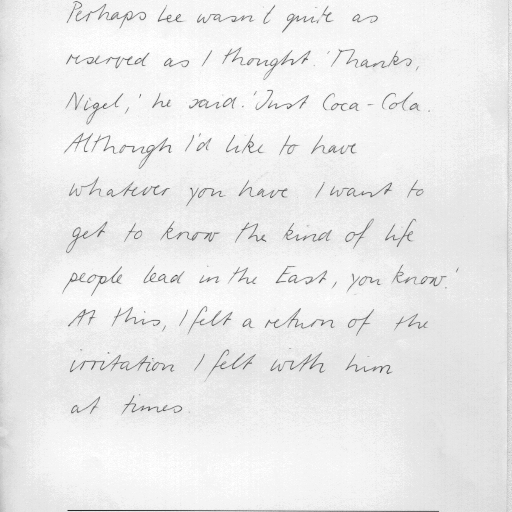 Perhaps Lee wasn't quite as
reserved as I thought. 'Thanks,
Nigel,' he said. 'Just Coca-Cola.
Although I'd like to have
whatever you have I want to
get to know the kind of life
people lead in the East, you know.'
At this, I felt a return of the
irritation I felt with him
at times.